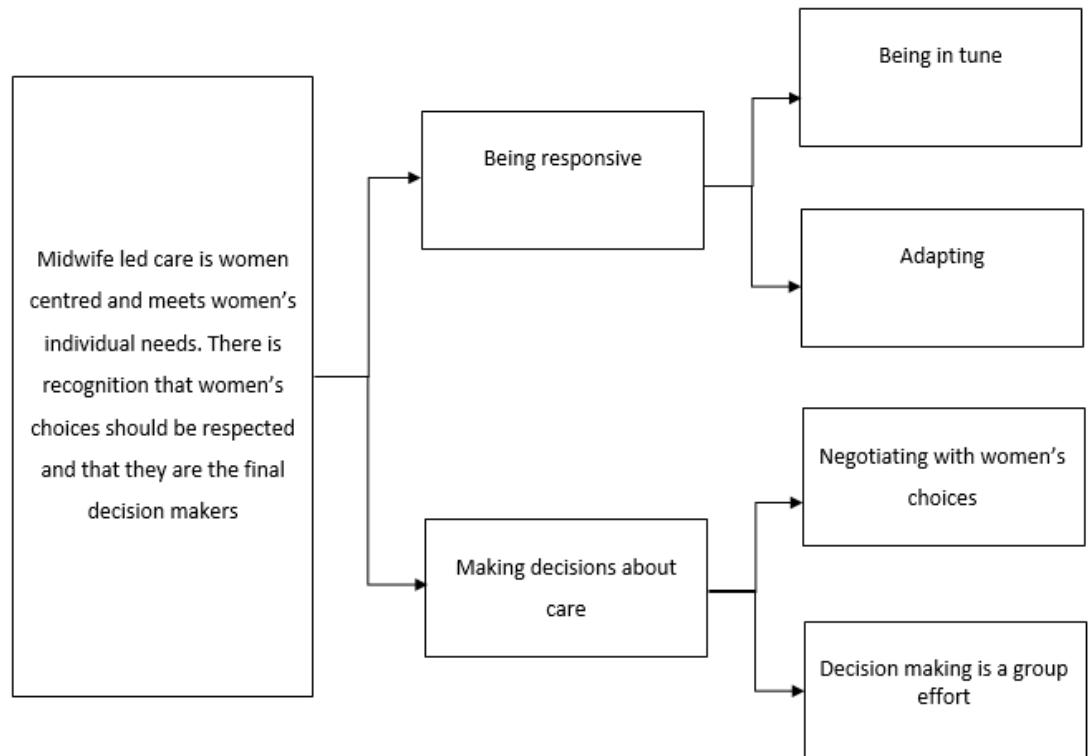 Midwife led care is women
centred and meets women’s
individual needs. There is
recognition that women’s
choices should be respected
and that they are the final
decision makers
Being responsive
Being in tune
Adapting
Making decisions about
care
Negotiating with women’s
choices
Decision making is a group
effort